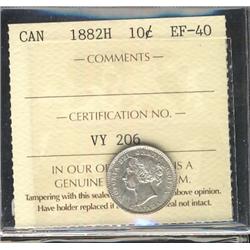 CAN 1882H 10¢ EF-40
— COMMENTS —
— CERTIFICATION NO. —
VY 206
IN OUR IS A
GENUINE M.
Tampering with this seale above opinion.
Have holder replaced if eal not intact.